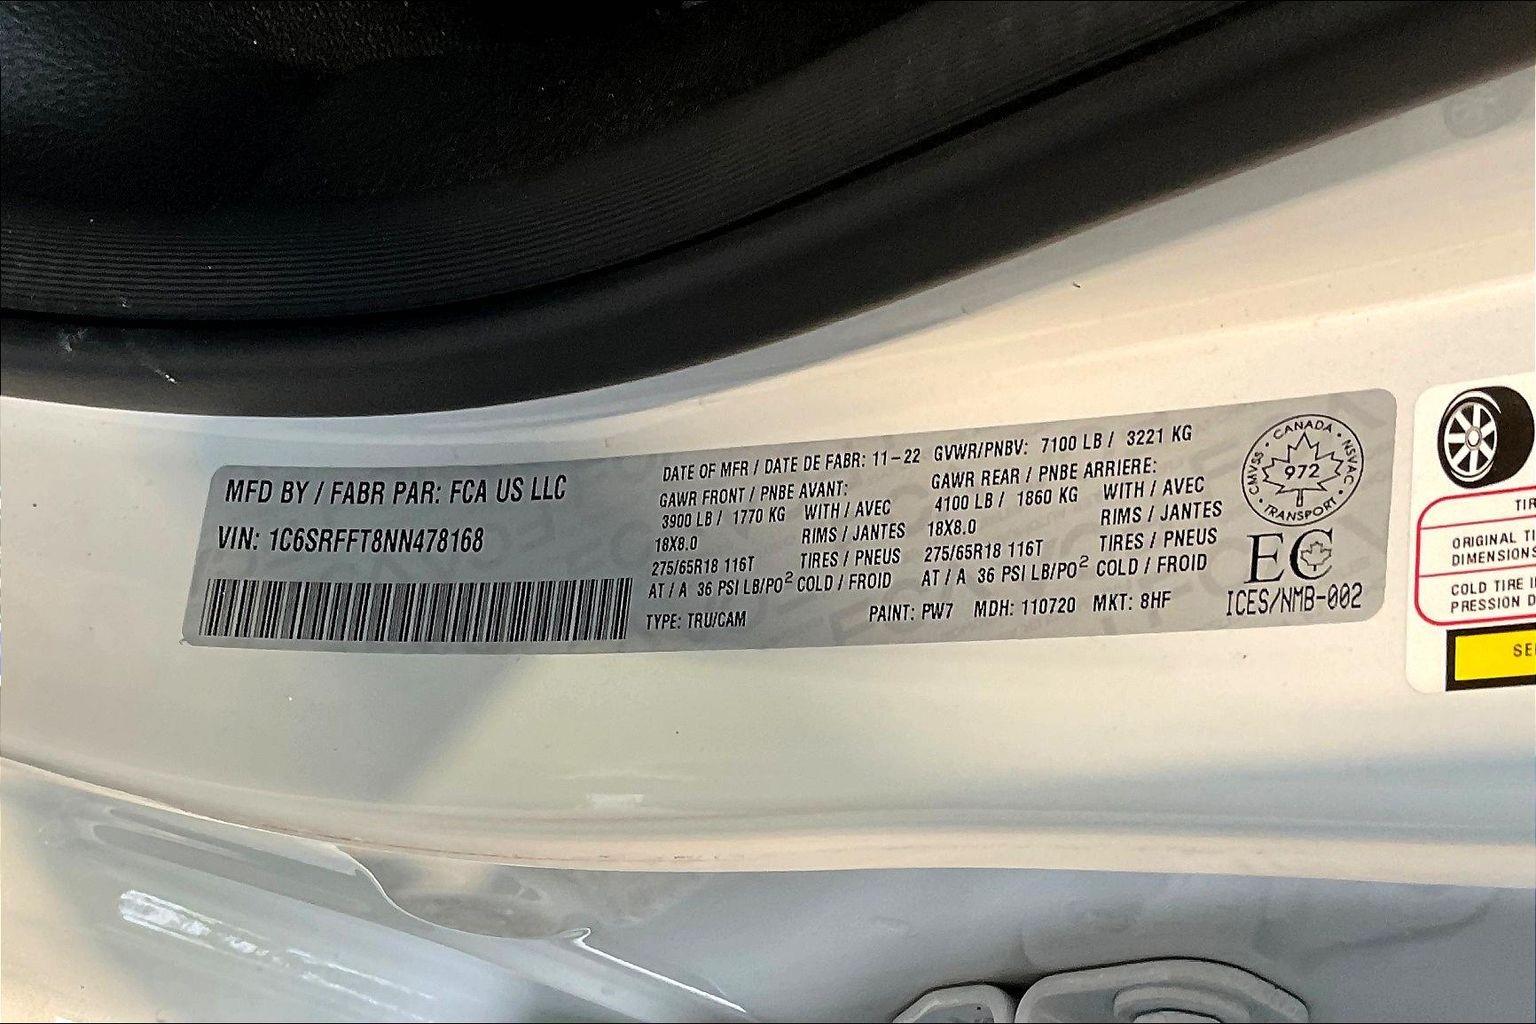 MFD BY / FABR PAR: FCA US LLC
VIN: 1C6SRFFT8NN478168
DATE OF MFR / DATE DE FABR: 11-22 GVWR/PNBV: 7100 LB / 3221 KG
GAWR FRONT / PNBE AVANT:
3900 LB / 1770 KG WITH / AVEC
18X8.0 RIMS / JANTES
275/65R18 116T TIRES / PNEUS
AT / A 36 PSI LB/PO² COLD / FROID
GAWR REAR / PNBE ARRIERE:
4100 LB / 1860 KG WITH / AVEC
18X8.0 RIMS / JANTES
275/65R18 116T TIRES / PNEUS
AT / A 36 PSI LB/PO² COLD / FROID
TYPE: TRU/CAM PAINT: PW7 MDH: 110720 MKT: 8HF
CMVSS · CANADA · NSVAC
972
· TRANSPORT ·
EC
ICES/NMB-002
TIR
ORIGINAL TI
DIMENSIONS
COLD TIRE I
PRESSION D
SE